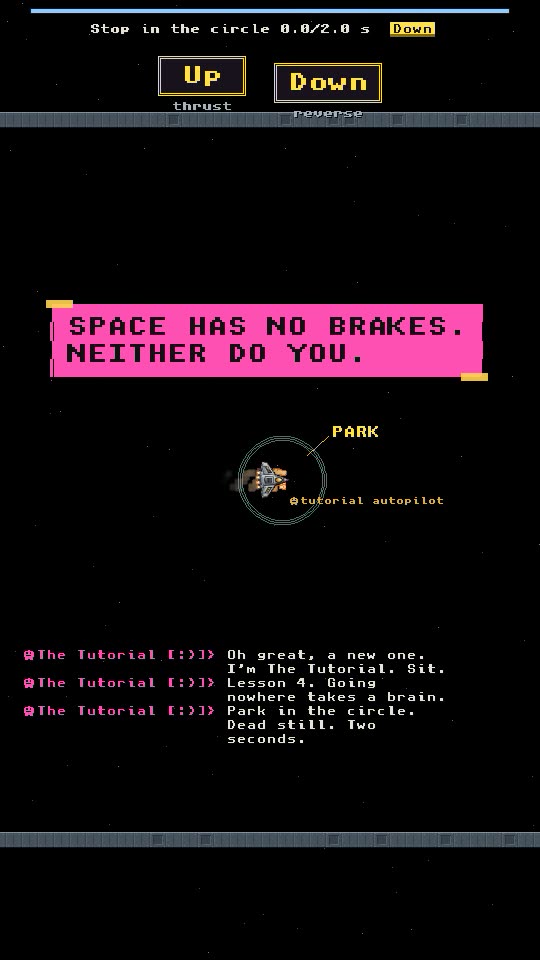 Stop in the circle 0.0/2.0 s Down
Up Down
thrust
reverse
SPACE HAS NO BRAKES.
NEITHER DO YOU.
PARK
tutorial autopilot
The Tutorial [:)]> Oh great, a new one.
I'm The Tutorial. Sit.
The Tutorial [:)]> Lesson 4. Going
nowhere takes a brain.
The Tutorial [:)]> Park in the circle.
Dead still. Two
seconds.